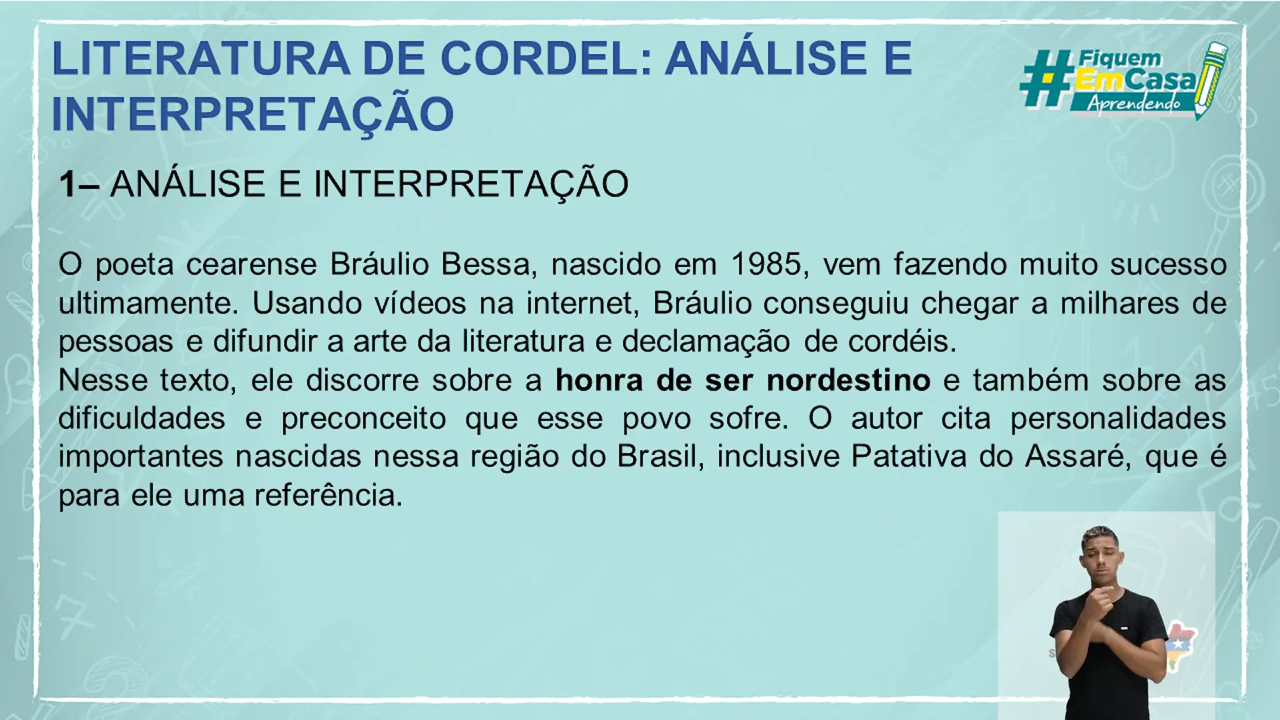 LITERATURA DE CORDEL: ANÁLISE E
INTERPRETAÇÃO
#Fiquem
EmCasa
Aprendendo
1– ANÁLISE E INTERPRETAÇÃO
O poeta cearense Bráulio Bessa, nascido em 1985, vem fazendo muito sucesso
ultimamente. Usando vídeos na internet, Bráulio conseguiu chegar a milhares de
pessoas e difundir a arte da literatura e declamação de cordéis.
Nesse texto, ele discorre sobre a honra de ser nordestino e também sobre as
dificuldades e preconceito que esse povo sofre. O autor cita personalidades
importantes nascidas nessa região do Brasil, inclusive Patativa do Assaré, que é
para ele uma referência.